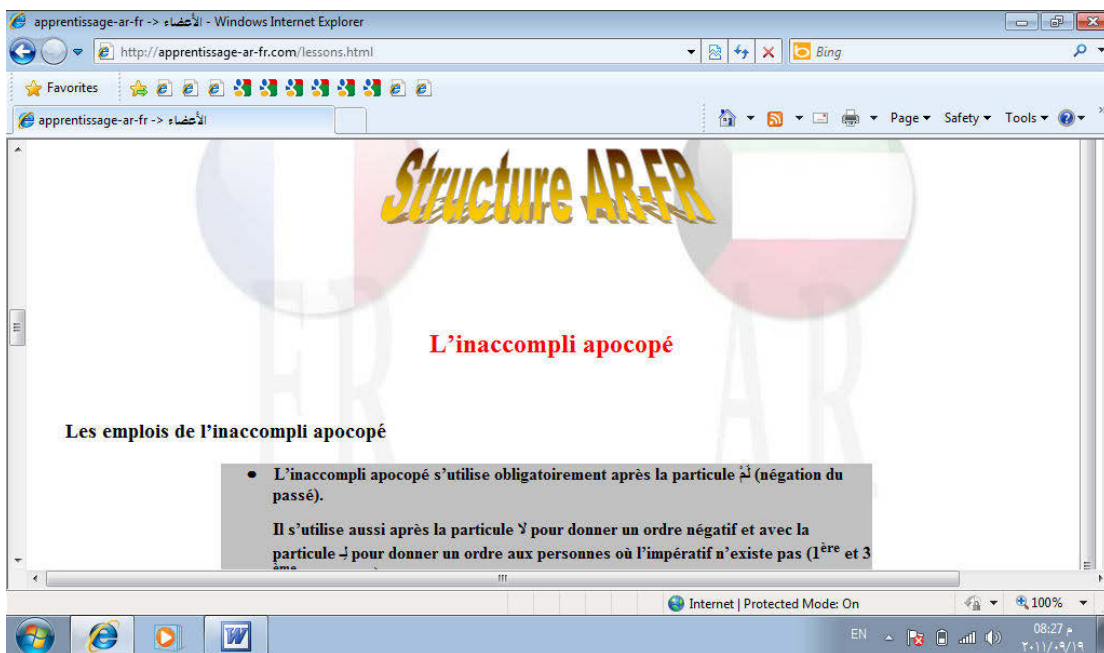 apprentissage-ar-fr -> الأعضاء - Windows Internet Explorer
http://apprentissage-ar-fr.com/lessons.html
Bing
Favorites
apprentissage-ar-fr -> الأعضاء
Page Safety Tools
Structure AR-FR
FR AR
L'inaccompli apocopé
Les emplois de l'inaccompli apocopé
• L'inaccompli apocopé s'utilise obligatoirement après la particule لَمْ (négation du
passé).
Il s'utilise aussi après la particule لا pour donner un ordre négatif et avec la
particule لِـ pour donner un ordre aux personnes où l'impératif n'existe pas (1ère et 3
ème
Internet | Protected Mode: On
100%
EN
08:27 م
٢٠١١/٠٩/١٩